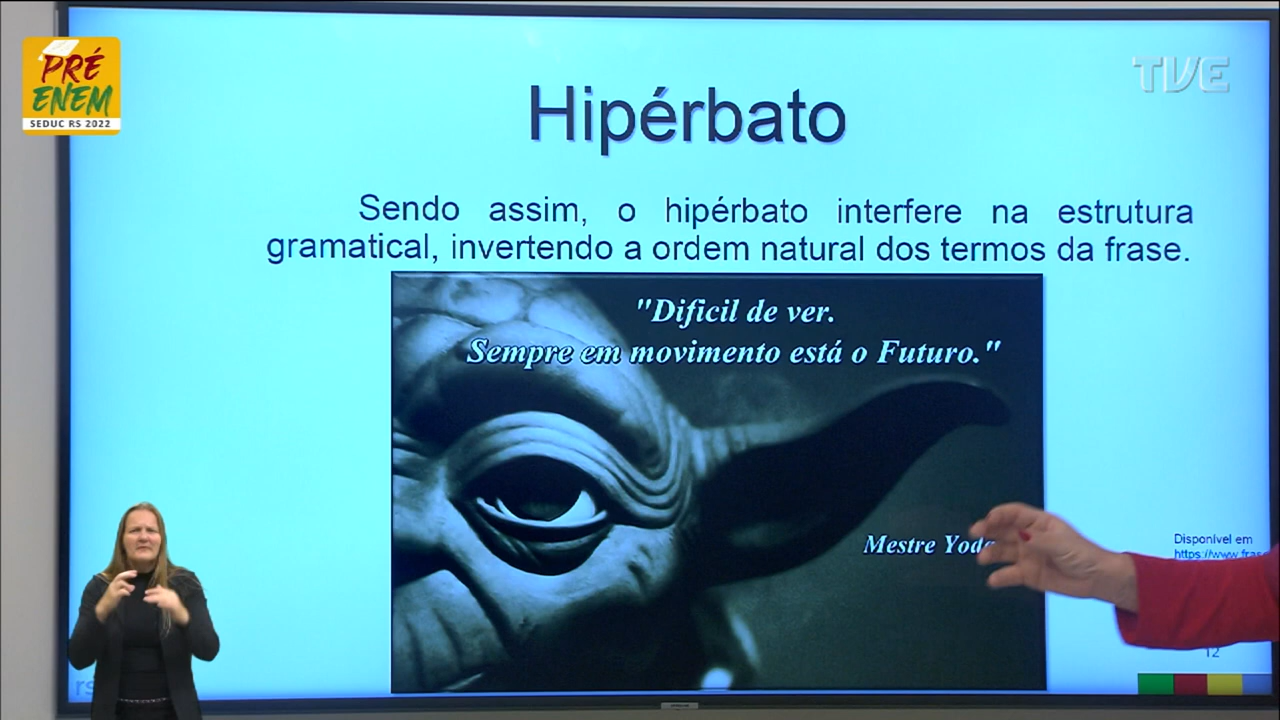 PRÉ
ENEM
SEDUC RS 2022
TVE
Hipérbato
Sendo assim, o hipérbato interfere na estrutura
gramatical, invertendo a ordem natural dos termos da frase.
"Dificil de ver.
Sempre em movimento está o Futuro."
Mestre Yoda
Disponível em
https://www.fras
12
rs